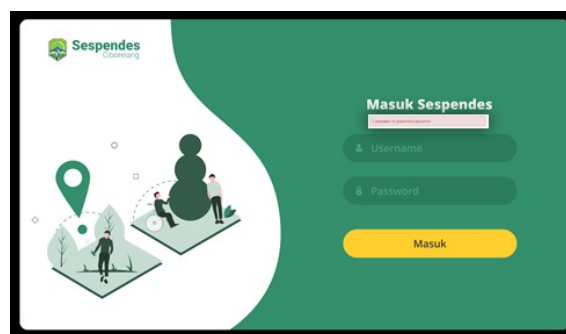 Sespendes
Ciborelang
Masuk Sespendes
Username
Password
Masuk